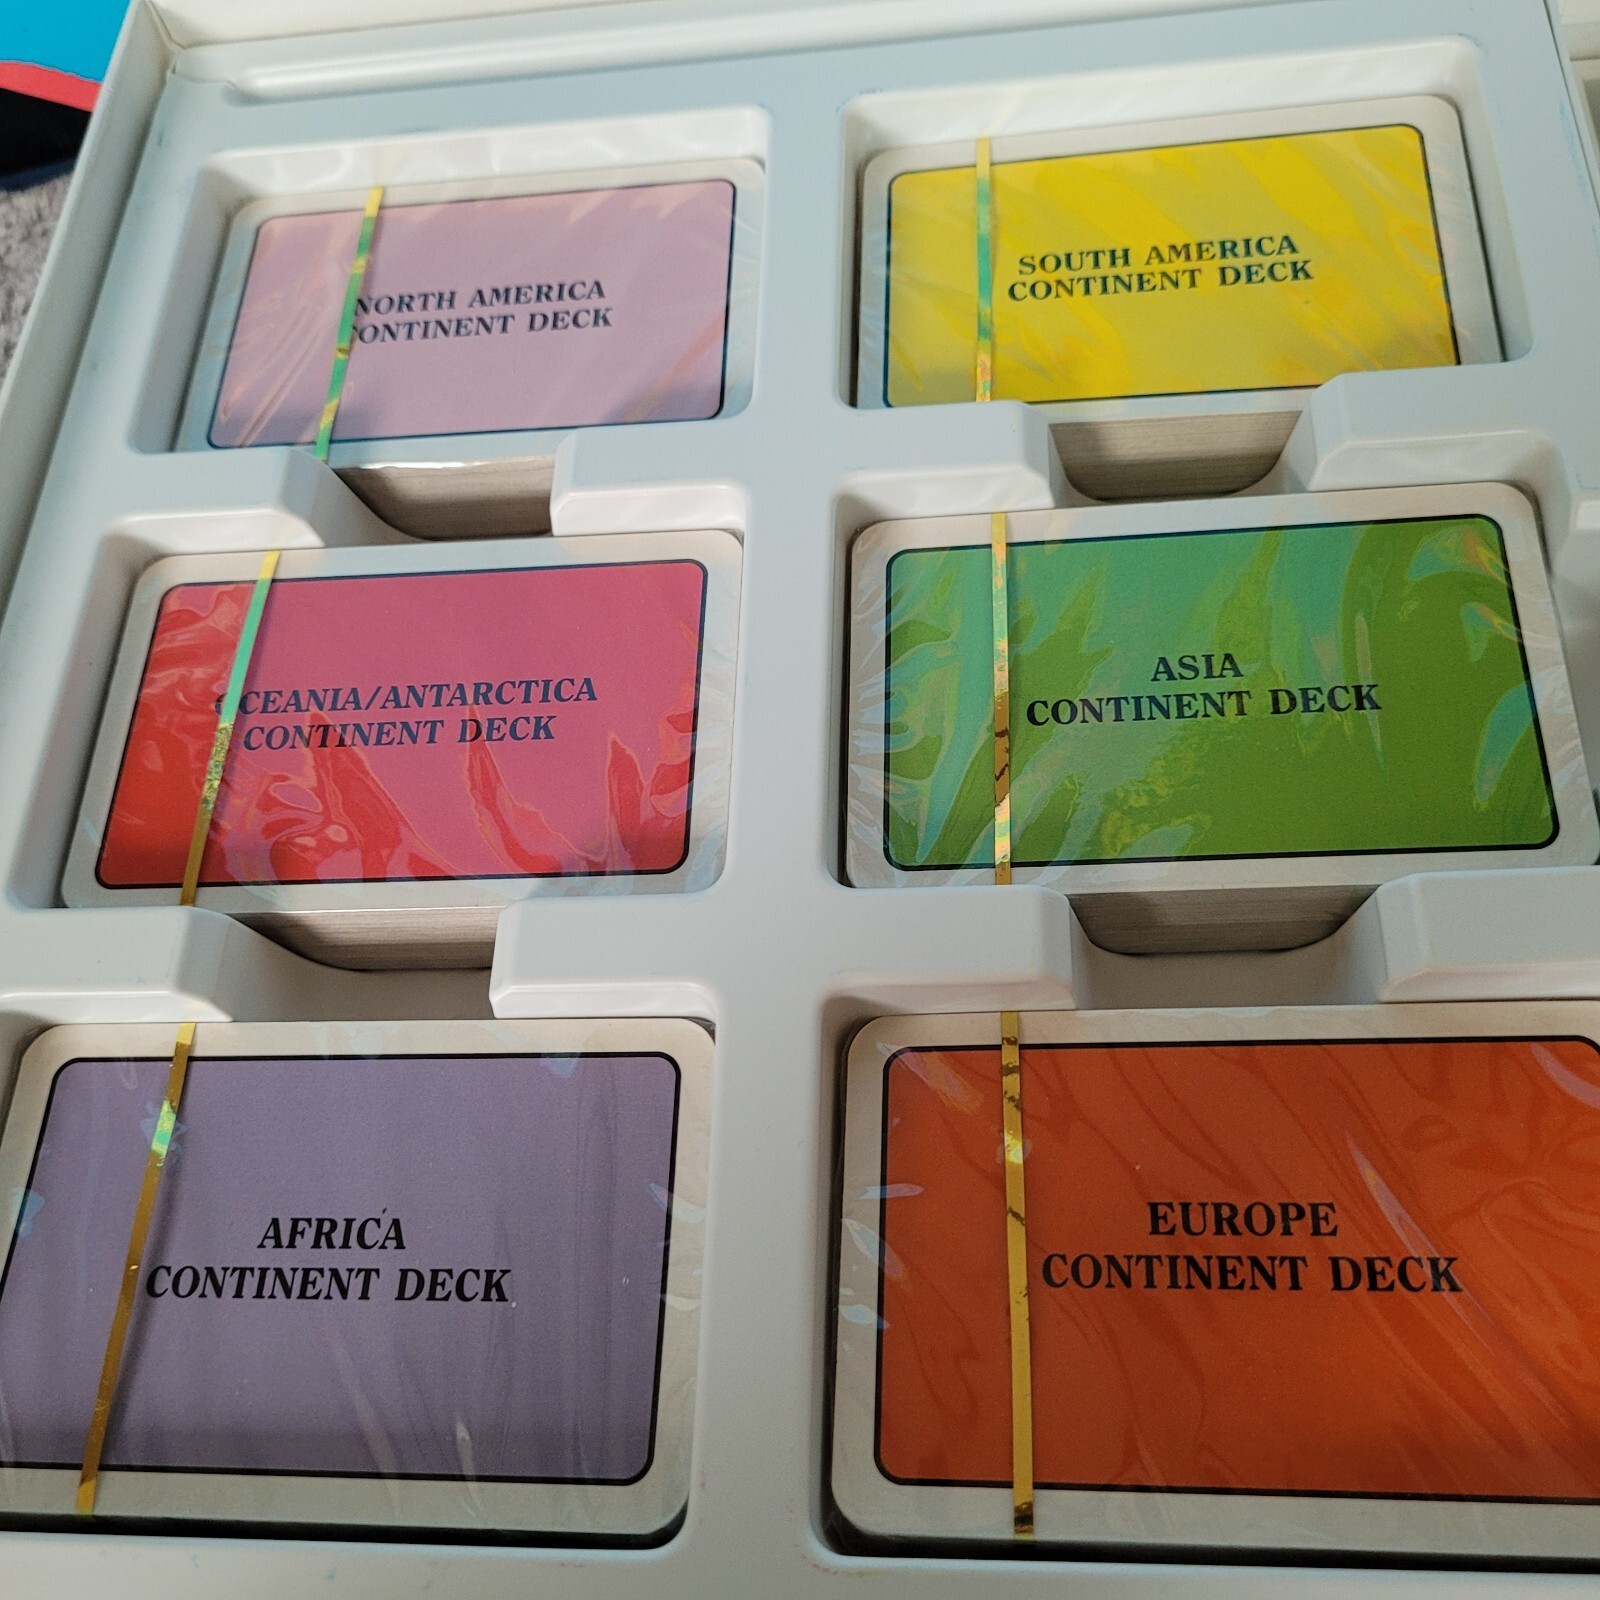 NORTH AMERICA
CONTINENT DECK
SOUTH AMERICA
CONTINENT DECK
OCEANIA/ANTARCTICA
CONTINENT DECK
ASIA
CONTINENT DECK
AFRICA
CONTINENT DECK
EUROPE
CONTINENT DECK